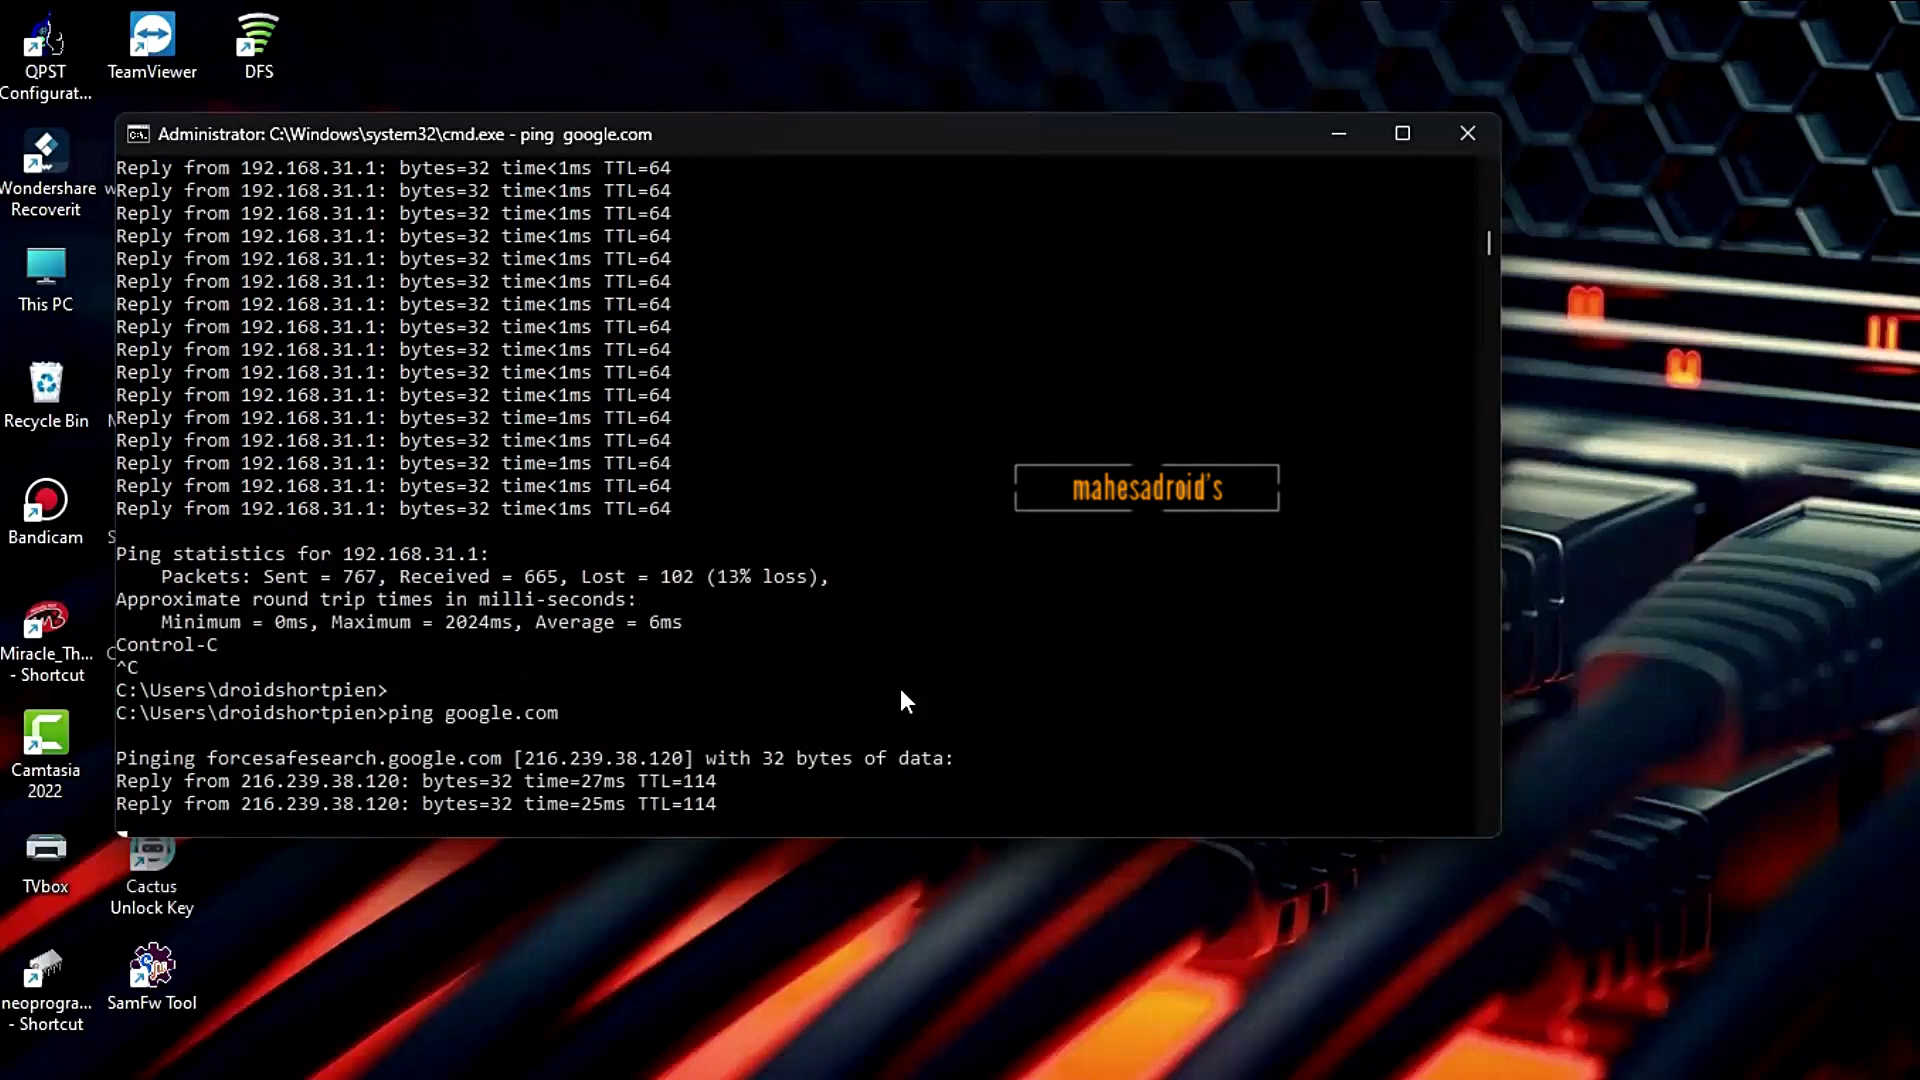 QPST
Configurat...
TeamViewer
DFS
Wondershare
Recoverit
This PC
Recycle Bin
Bandicam
Miracle_Th...
- Shortcut
Camtasia
2022
TVbox
Cactus
Unlock Key
neoprogra...
- Shortcut
SamFw Tool
Administrator: C:\Windows\system32\cmd.exe - ping  google.com
Reply from 192.168.31.1: bytes=32 time<1ms TTL=64
Reply from 192.168.31.1: bytes=32 time<1ms TTL=64
Reply from 192.168.31.1: bytes=32 time<1ms TTL=64
Reply from 192.168.31.1: bytes=32 time<1ms TTL=64
Reply from 192.168.31.1: bytes=32 time<1ms TTL=64
Reply from 192.168.31.1: bytes=32 time<1ms TTL=64
Reply from 192.168.31.1: bytes=32 time<1ms TTL=64
Reply from 192.168.31.1: bytes=32 time<1ms TTL=64
Reply from 192.168.31.1: bytes=32 time<1ms TTL=64
Reply from 192.168.31.1: bytes=32 time<1ms TTL=64
Reply from 192.168.31.1: bytes=32 time<1ms TTL=64
Reply from 192.168.31.1: bytes=32 time=1ms TTL=64
Reply from 192.168.31.1: bytes=32 time<1ms TTL=64
Reply from 192.168.31.1: bytes=32 time=1ms TTL=64
Reply from 192.168.31.1: bytes=32 time<1ms TTL=64
Reply from 192.168.31.1: bytes=32 time<1ms TTL=64
Ping statistics for 192.168.31.1:
Packets: Sent = 767, Received = 665, Lost = 102 (13% loss),
Approximate round trip times in milli-seconds:
Minimum = 0ms, Maximum = 2024ms, Average = 6ms
Control-C
^C
C:\Users\droidshortpien>
C:\Users\droidshortpien>ping google.com
Pinging forcesafesearch.google.com [216.239.38.120] with 32 bytes of data:
Reply from 216.239.38.120: bytes=32 time=27ms TTL=114
Reply from 216.239.38.120: bytes=32 time=25ms TTL=114
mahesadroid's